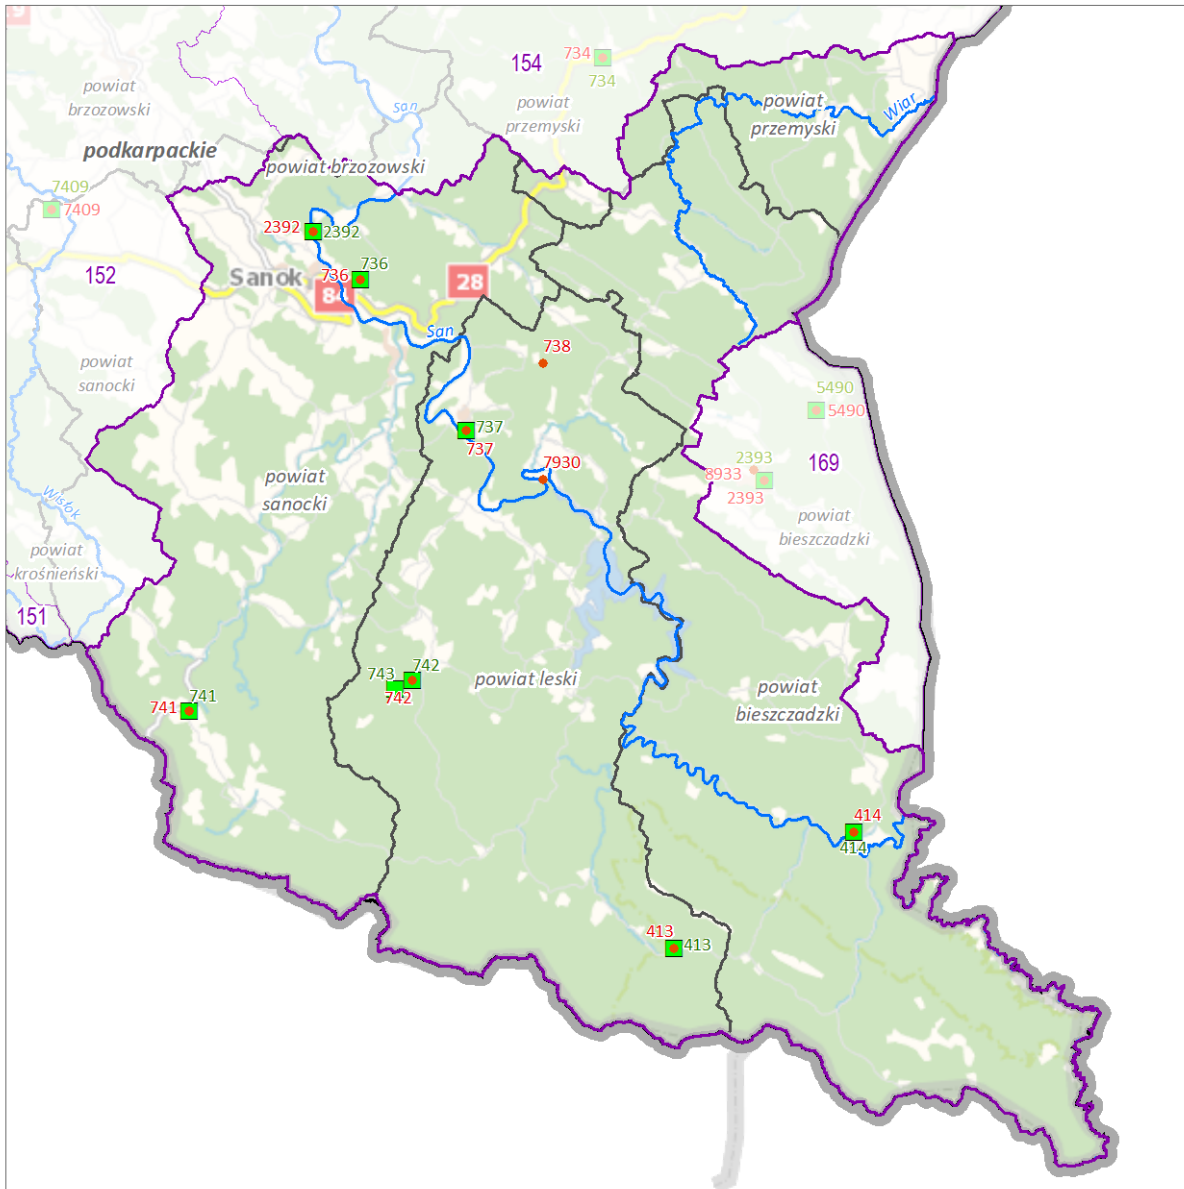 29
154
734
734
powiat
brzozowski
San
powiat
przemyski
powiat
przemyski
Wiar
podkarpackie
powiat brzozowski
7409
7409
2392
2392
152
Sanok
736
736
84
28
San
738
powiat
sanocki
5490
5490
737
737
7930
2393
8933
2393
169
powiat
sanocki
Wisłok
powiat
bieszczadzki
powiat
krośnieński
151
743
742
742
powiat leski
powiat
bieszczadzki
741
741
414
414
413
413